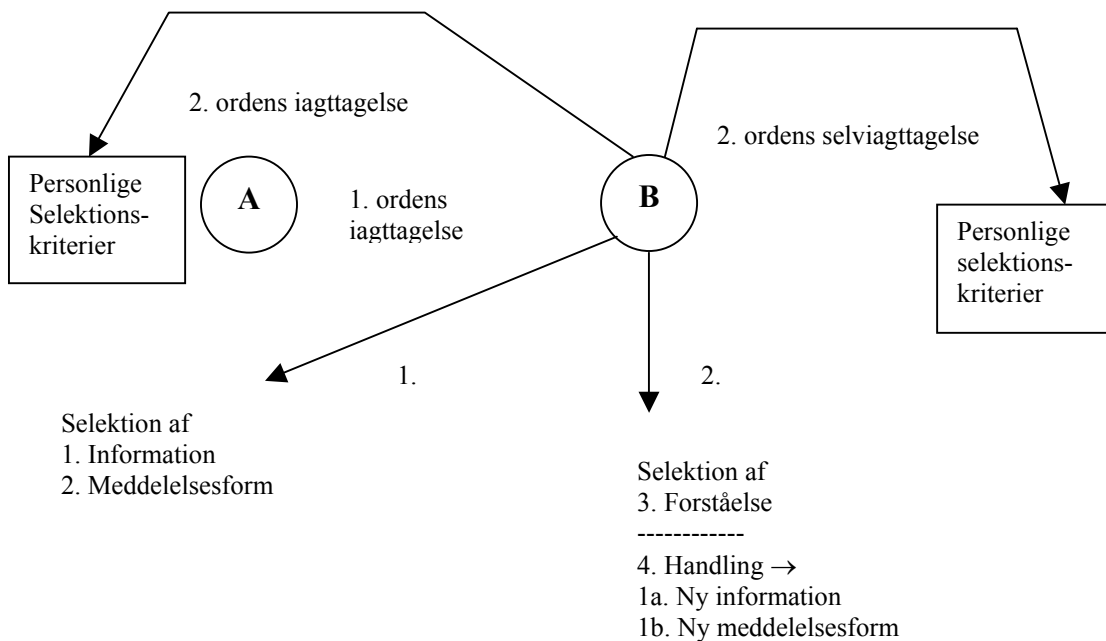 2. ordens iagttagelse
2. ordens selviagttagelse
Personlige
Selektions-
kriterier
A
1. ordens
iagttagelse
B
Personlige
selektions-
kriterier
1.
2.
Selektion af
1. Information
2. Meddelelsesform
Selektion af
3. Forståelse
------------
4. Handling →
1a. Ny information
1b. Ny meddelelsesform